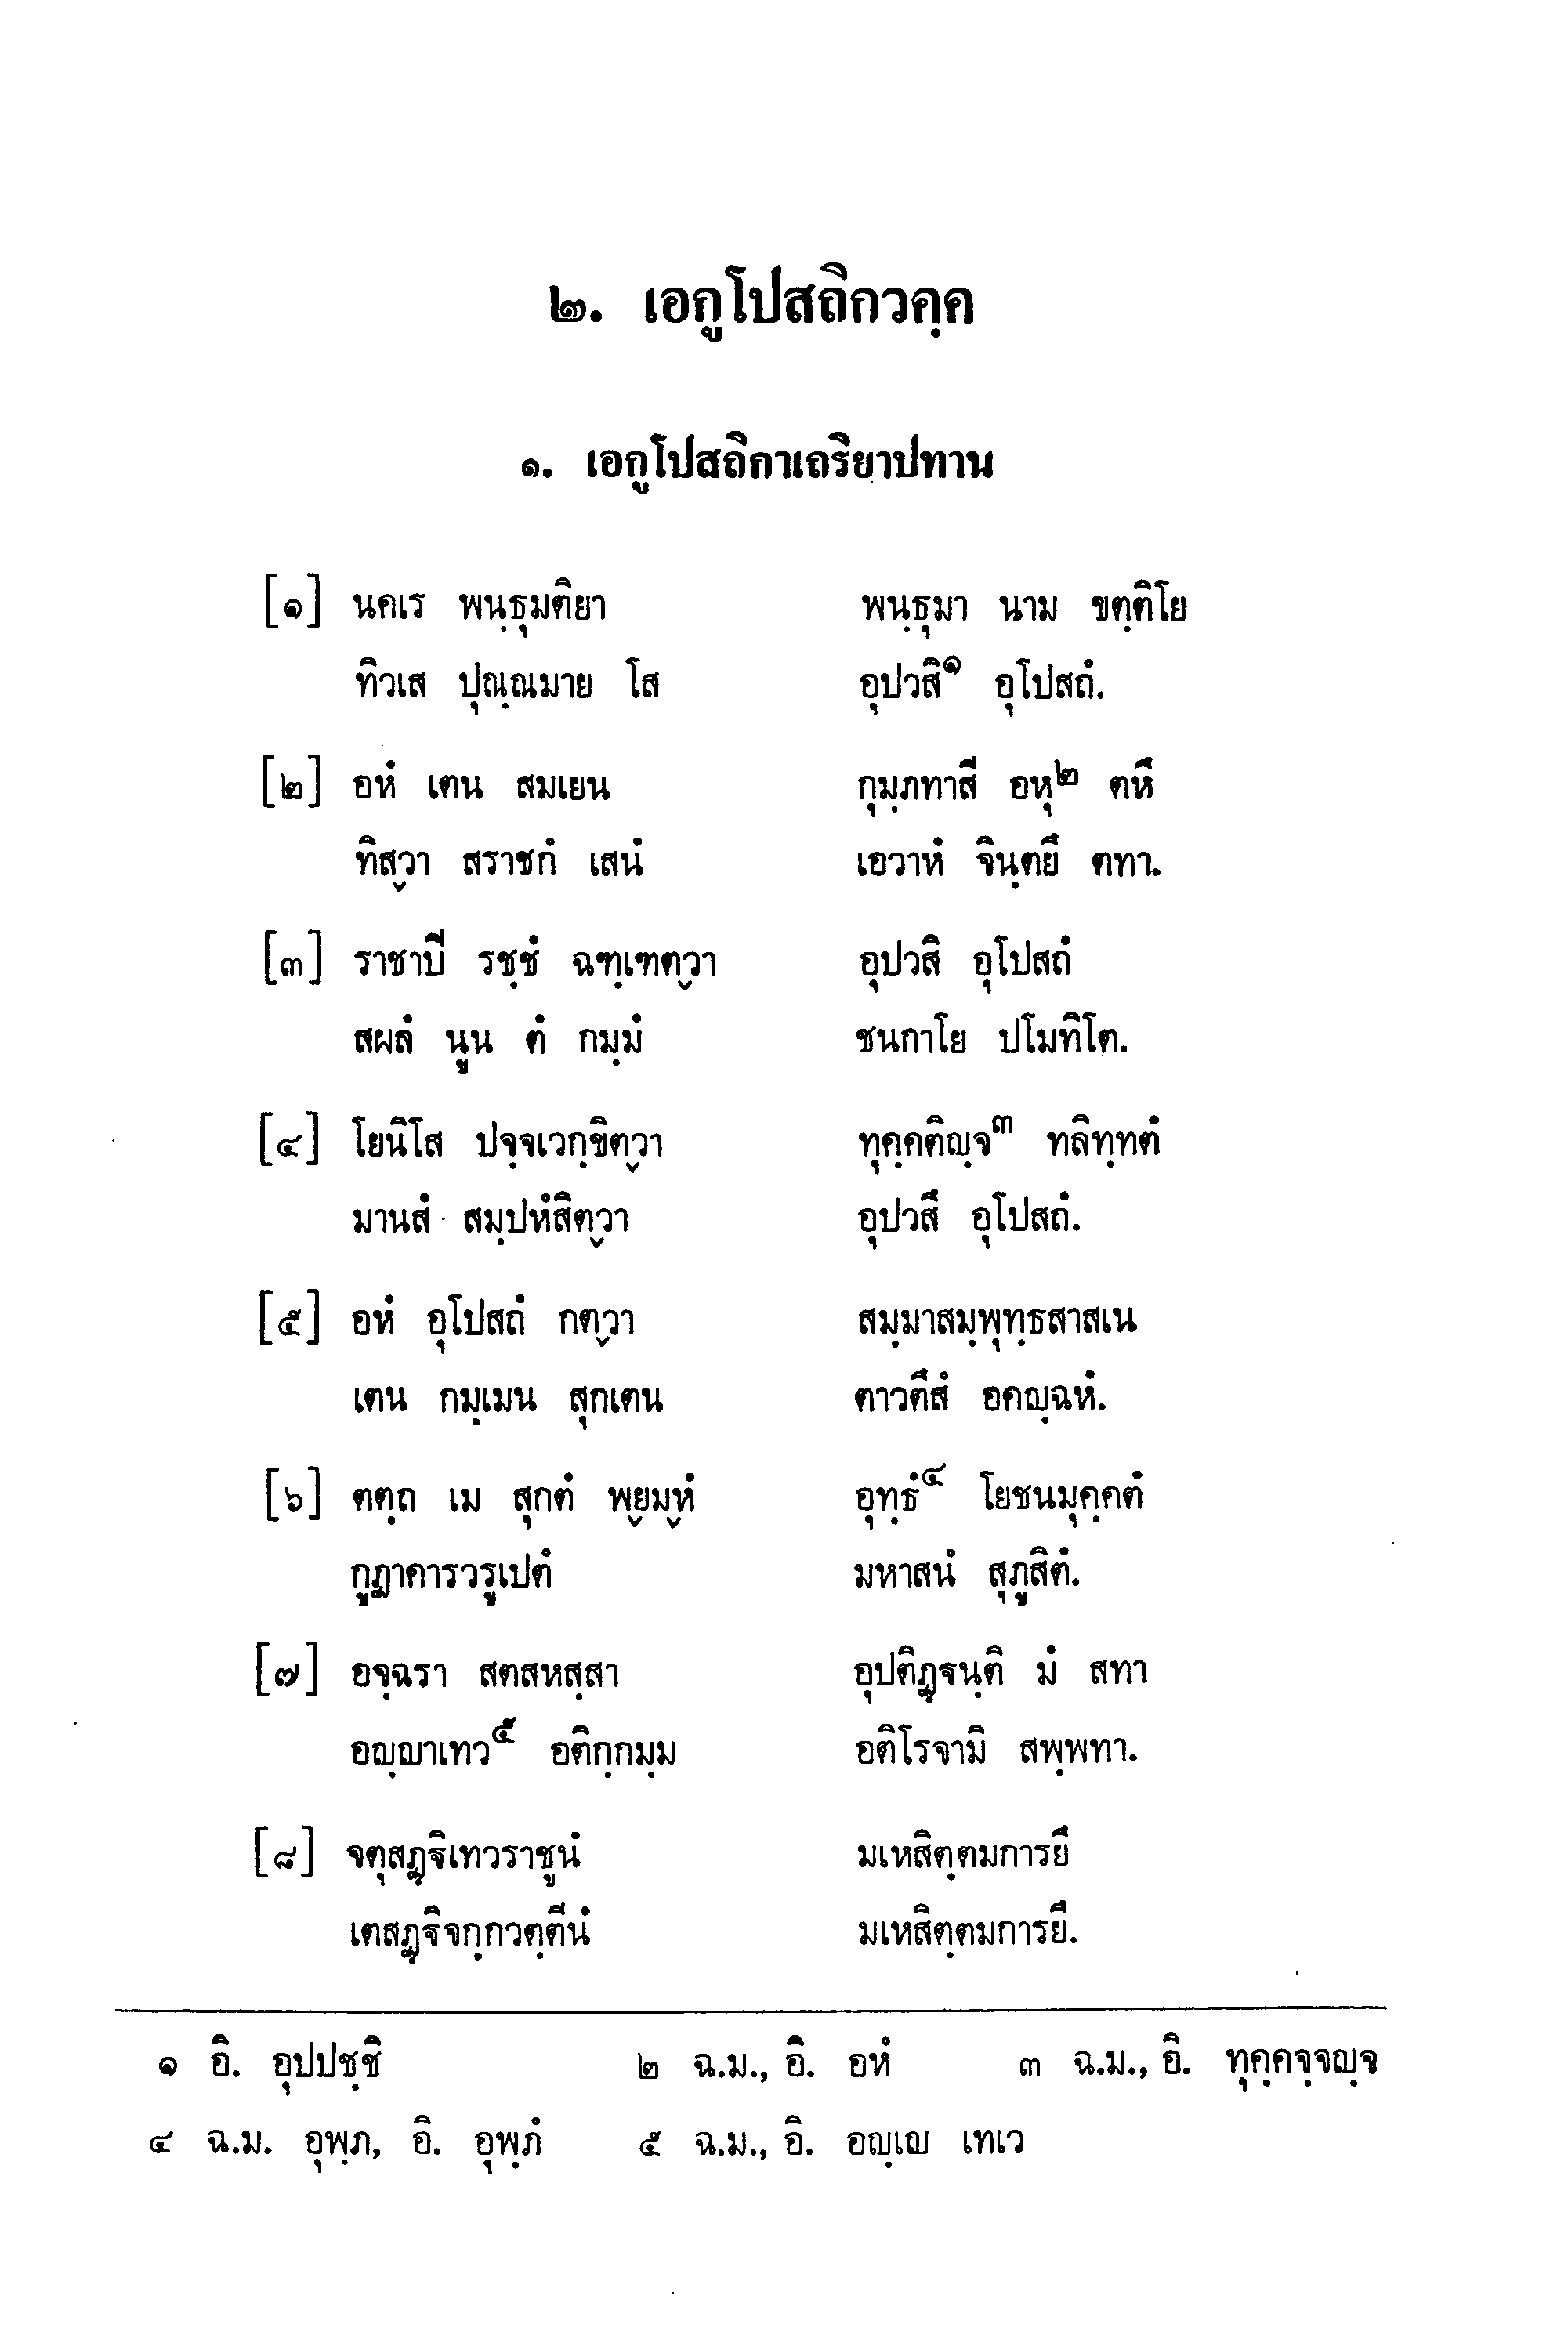 ๒. เอกูโปสถิกวคฺค
๑. เอกูโปสถิกาเถริยาปทาน
[๑] นคเร พนฺธุมติยา พนฺธุมา นาม ขตฺติโย
ทิวเส ปุณฺณมาย โส อุปวสิ๑ อุโปสถํ.
[๒] อหํ เตน สมเยน กุมฺภทาสี อหุ๒ ตหึ
ทิสฺวา สราชกํ เสนํ เอวาหํ จินฺตยึ ตทา.
[๓] ราชาปี รชฺชํ ฉฑฺเฑตฺวา อุปวสิ อุโปสถํ
สผลํ นูน ตํ กมฺมํ ชนกาโย ปโมทิโต.
[๔] โยนิโส ปจฺจเวกฺขิตฺวา ทุคฺคติญฺจ๓ ทลิทฺทตํ
มานสํ สมฺปหํสิตฺวา อุปวสึ อุโปสถํ.
[๕] อหํ อุโปสถํ กตฺวา สมฺมาสมฺพุทฺธสาสเน
เตน กมฺเมน สุกเตน ตาวตึสํ อคญฺฉหํ.
[๖] ตตฺถ เม สุกตํ พฺยมฺหํ อุทฺธํ๔ โยชนมุคฺคตํ
กูฏาคารวรูเปตํ มหาสนํ สุภูสิตํ.
[๗] อจฺฉรา สตสหสฺสา อุปติฏฺฐนฺติ มํ สทา
อญฺญาเทว๕ อติกฺกมฺม อติโรจามิ สพฺพทา.
[๘] จตุสฏฺฐิเทวราชูนํ มเหสิตฺตมการยึ
เตสฏฺฐิจกฺกวตฺตีนํ มเหสิตฺตมการยึ.
๑ อิ. อุปปชฺชิ ๒ ฉ.ม., อิ. อหํ ๓ ฉ.ม., อิ. ทุคฺคจฺจญฺจ
๔ ฉ.ม. อุพฺภ, อิ. อุพฺภํ ๕ ฉ.ม., อิ. อญฺเญ เทเว